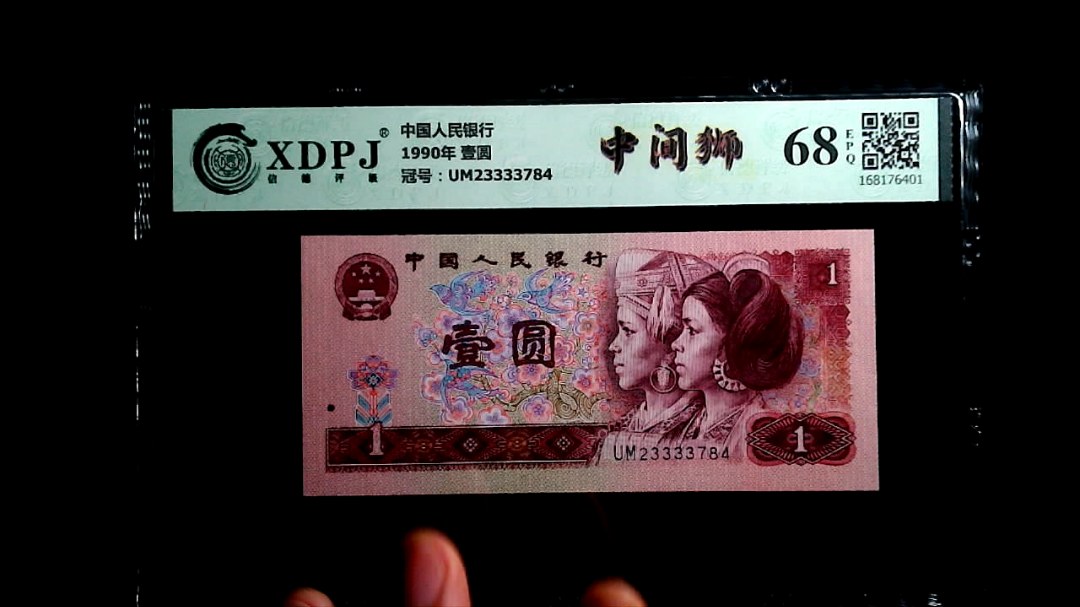 XDPJ®
信德评级
中国人民银行
1990年 壹圆
冠号：UM23333784
中间狮
68
EPQ
168176401
中国人民银行
1
壹圆
1
UM23333784
1